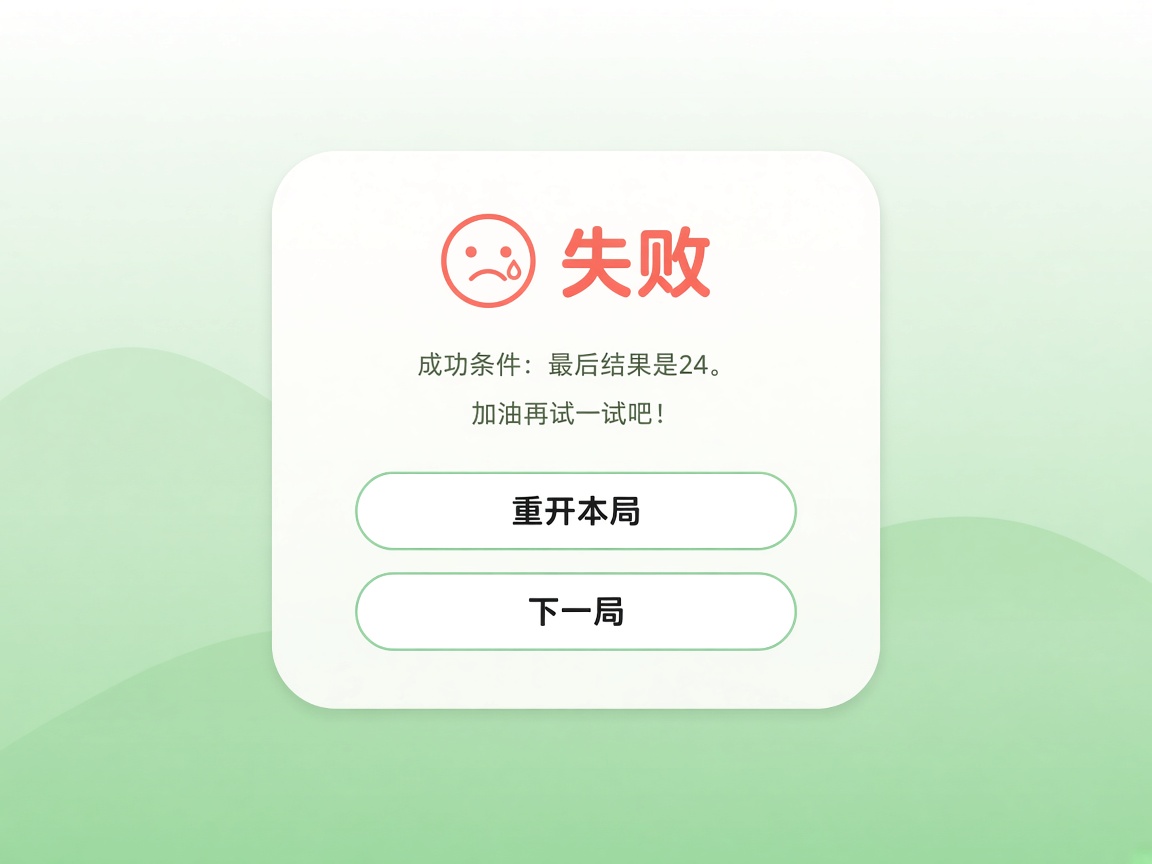 失败
成功条件：最后结果是24。
加油再试一试吧！
重开本局
下一局